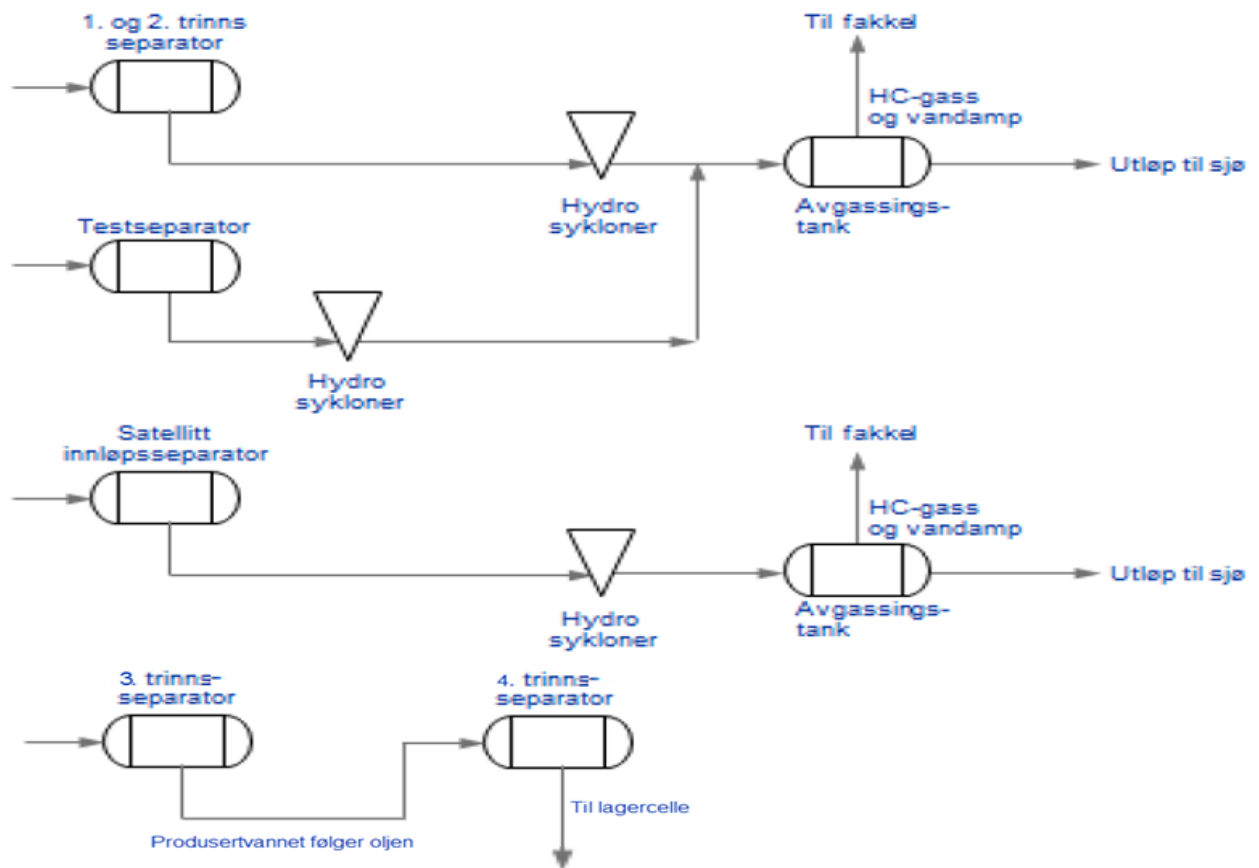 1. og 2. trinns
separator
Til fakkel
HC-gass
og vandamp
Utløp til sjø
Hydro
sykloner
Avgassings-
tank
Testseparator
Hydro
sykloner
Satellitt
innløpsseparator
Til fakkel
HC-gass
og vandamp
Utløp til sjø
Hydro
sykloner
Avgassings-
tank
3. trinns-
separator
4. trinns-
separator
Til lagercelle
Produsertvannet følger oljen